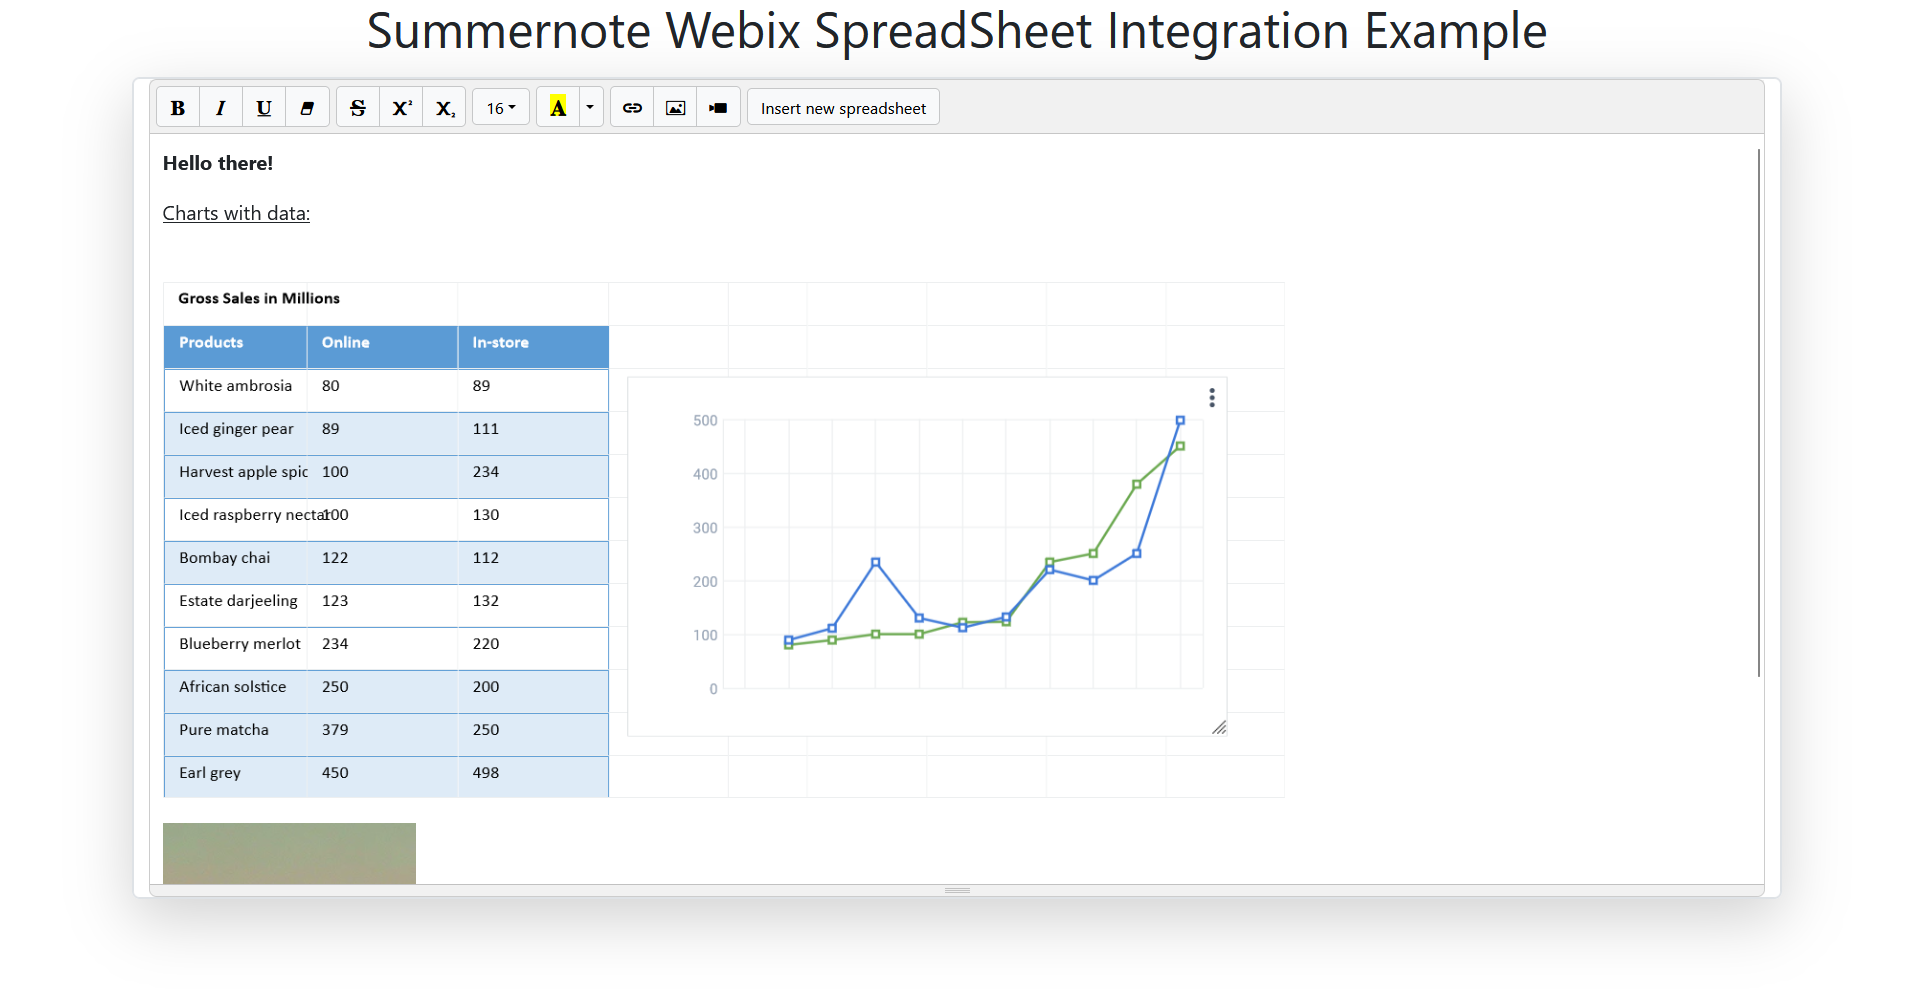 Summernote Webix SpreadSheet Integration Example
B I U S X² X₂ 16 A Insert new spreadsheet
Hello there!
Charts with data:
Gross Sales in Millions
Products Online In-store
White ambrosia 80 89
Iced ginger pear 89 111
Harvest apple spic 100 234
Iced raspberry nectar 100 130
Bombay chai 122 112
Estate darjeeling 123 132
Blueberry merlot 234 220
African solstice 250 200
Pure matcha 379 250
Earl grey 450 498
500
400
300
200
100
0